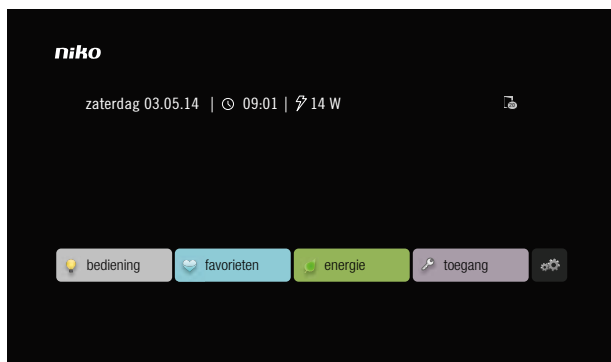 niko
zaterdag 03.05.14 | 09:01 | 14 W
bediening favorieten energie toegang